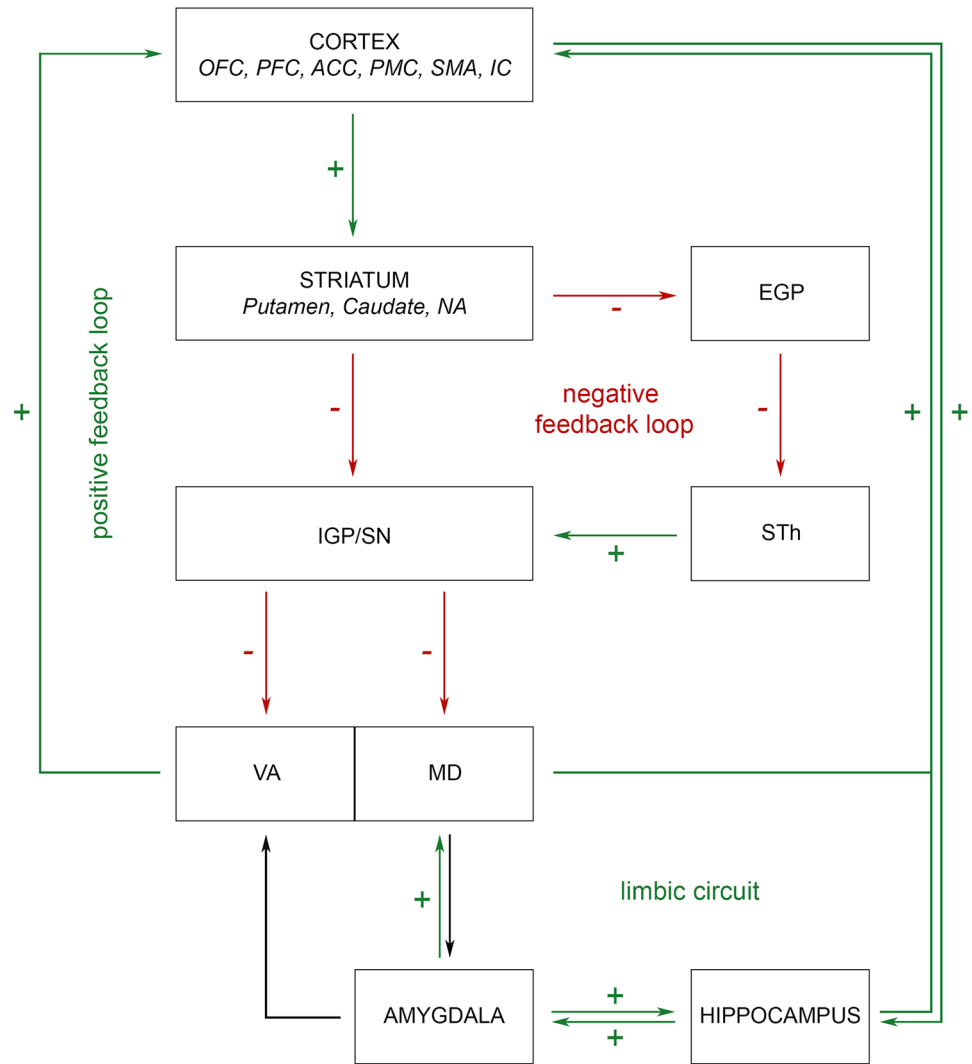 CORTEX
OFC, PFC, ACC, PMC, SMA, IC
+
STRIATUM
Putamen, Caudate, NA
-
EGP
positive feedback loop
+
-
negative
feedback loop
-
+
+
IGP/SN
+
STh
-
-
VA
MD
+
limbic circuit
AMYGDALA
+
+
HIPPOCAMPUS